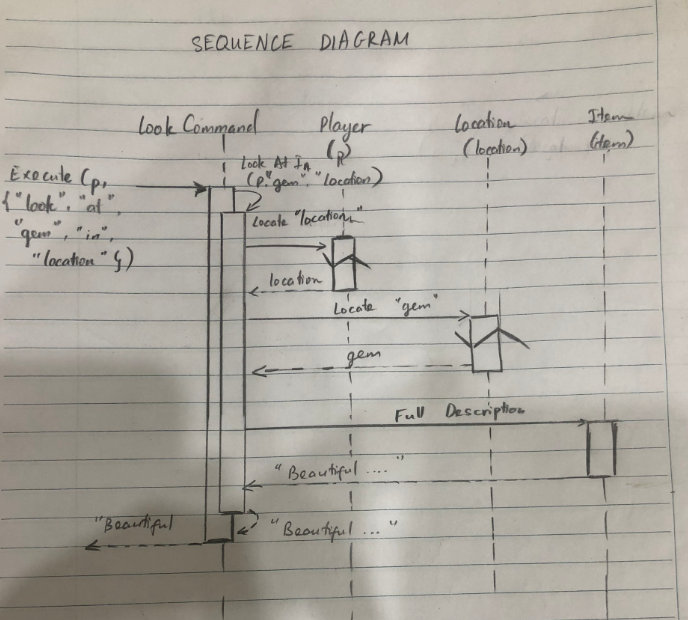 SEQUENCE DIAGRAM
Look Command
Player
(p)
Location
(location)
Item
(item)
Execute (p,
{"look", "at",
"gem", "in",
"location"})
Look At In
(p "gem", "location)
Locate "location"
location
Locate "gem"
gem
Full Description
"Beautiful ...."
"Beautiful ... "
"Beautiful